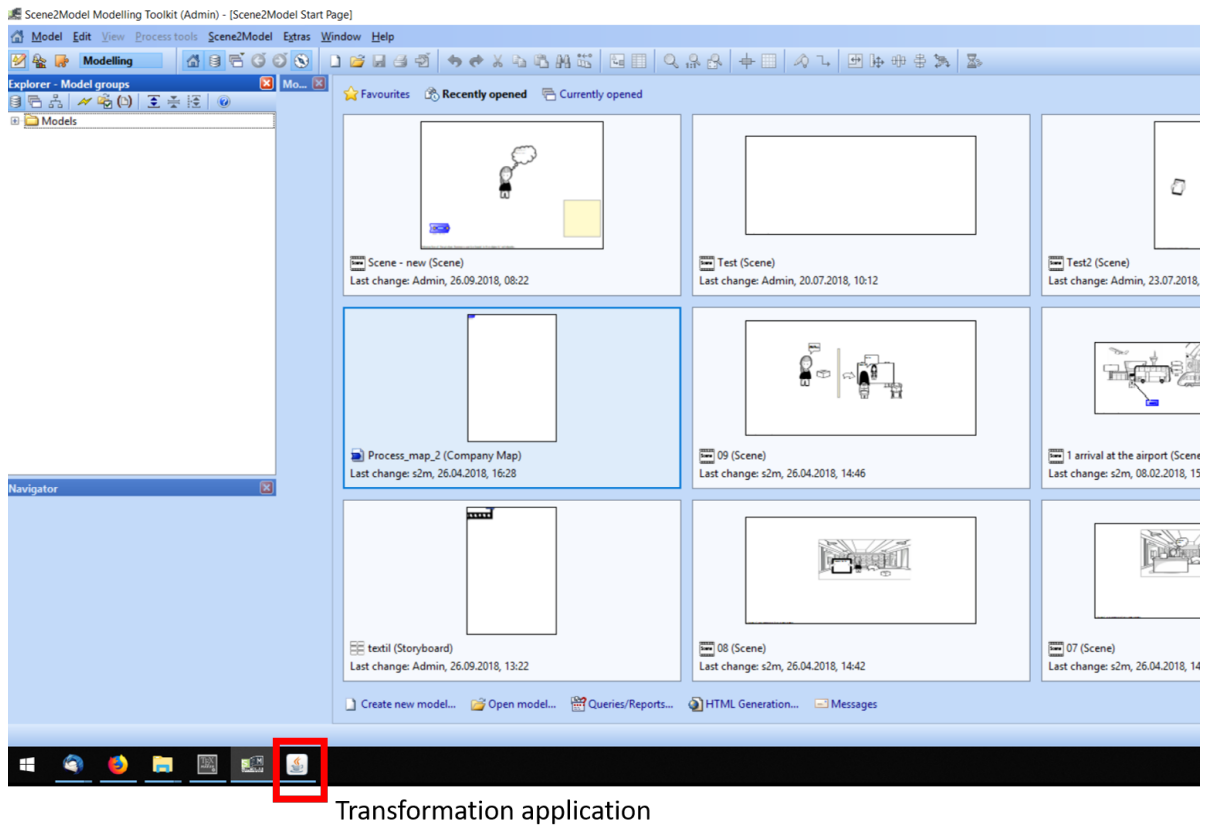 Scene2Model Modelling Toolkit (Admin) - [Scene2Model Start Page]
Model Edit View Process tools Scene2Model Extras Window Help
Modelling
Explorer - Model groups
Mo...
Models
Navigator
Favourites Recently opened Currently opened
Scene - new (Scene)
Last change: Admin, 26.09.2018, 08:22
Test (Scene)
Last change: Admin, 20.07.2018, 10:12
Test2 (Scene)
Last change: Admin, 23.07.2018,
Process_map_2 (Company Map)
Last change: s2m, 26.04.2018, 16:28
09 (Scene)
Last change: s2m, 26.04.2018, 14:46
1 arrival at the airport (Scene
Last change: s2m, 08.02.2018, 15
textil (Storyboard)
Last change: Admin, 26.09.2018, 13:22
08 (Scene)
Last change: s2m, 26.04.2018, 14:42
07 (Scene)
Last change: s2m, 26.04.2018, 14
Create new model... Open model... Queries/Reports... HTML Generation... Messages
Transformation application